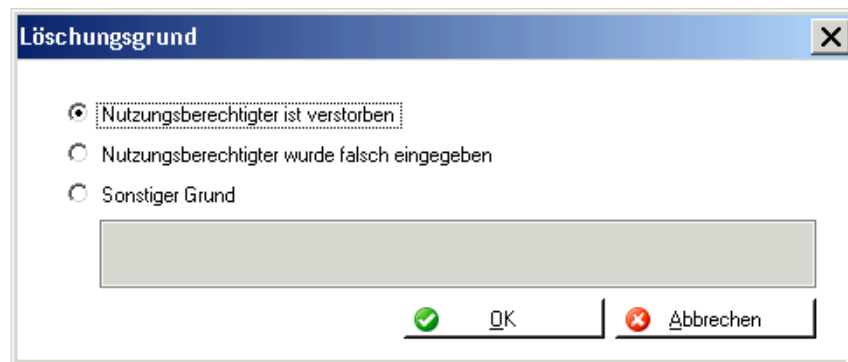 Löschungsgrund
Nutzungsberechtigter ist verstorben
Nutzungsberechtigter wurde falsch eingegeben
Sonstiger Grund
OK
Abbrechen